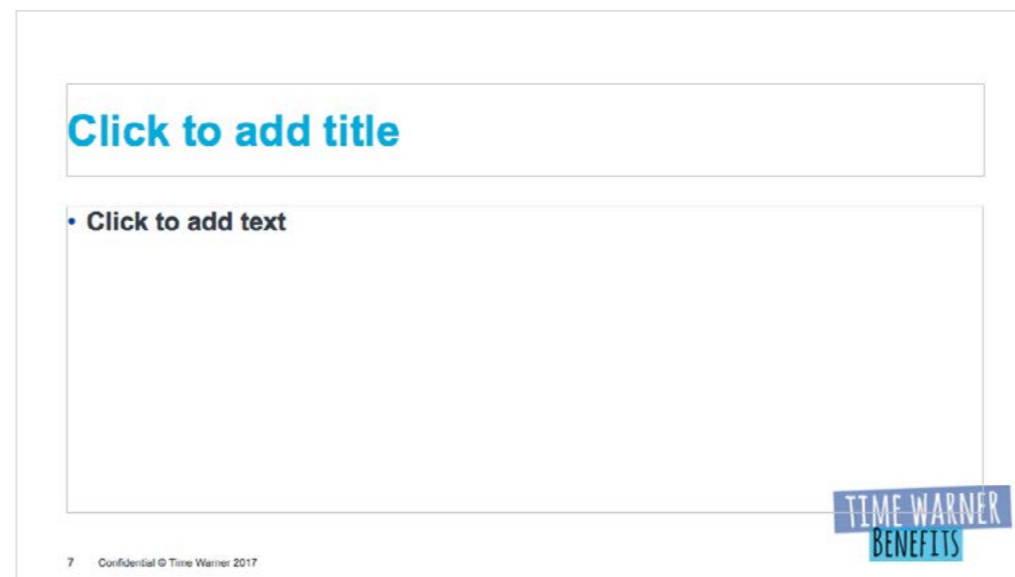 Click to add title
• Click to add text
TIME WARNER
BENEFITS
7 Confidential © Time Warner 2017